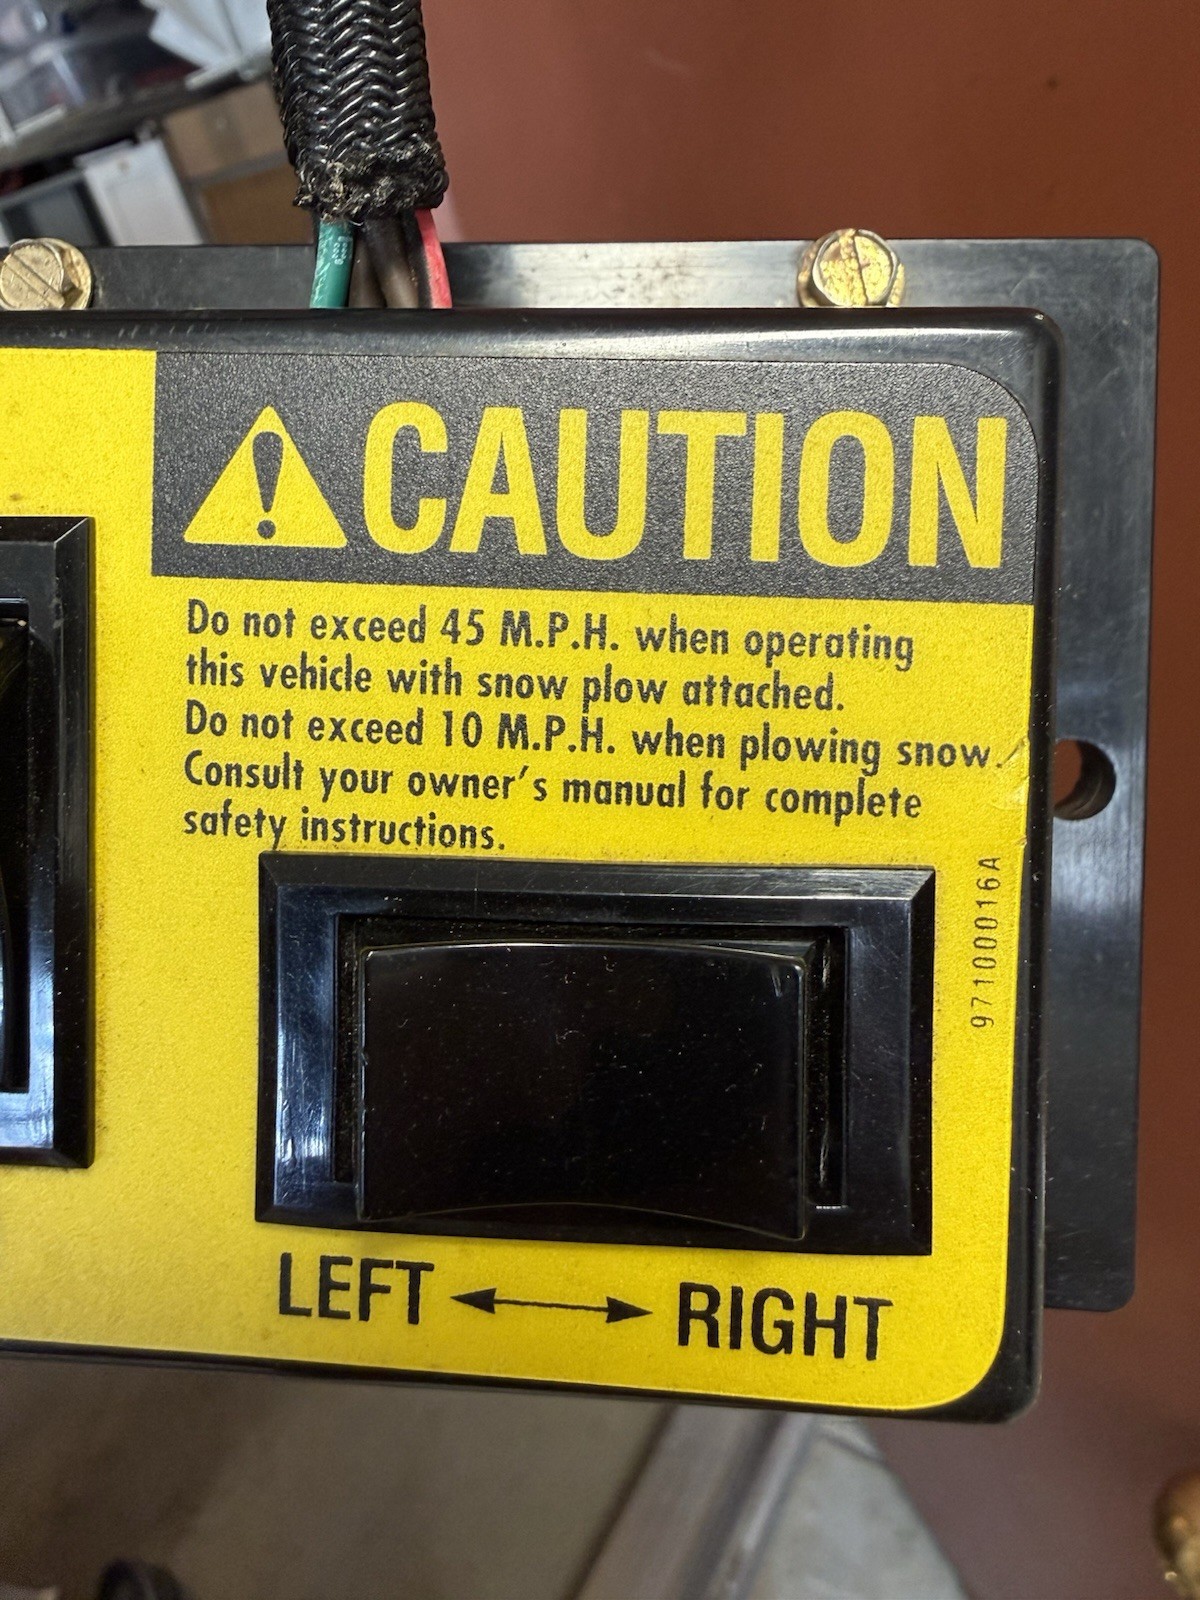 CAUTION
Do not exceed 45 M.P.H. when operating
this vehicle with snow plow attached.
Do not exceed 10 M.P.H. when plowing snow.
Consult your owner's manual for complete
safety instructions.
971000016A
LEFT RIGHT